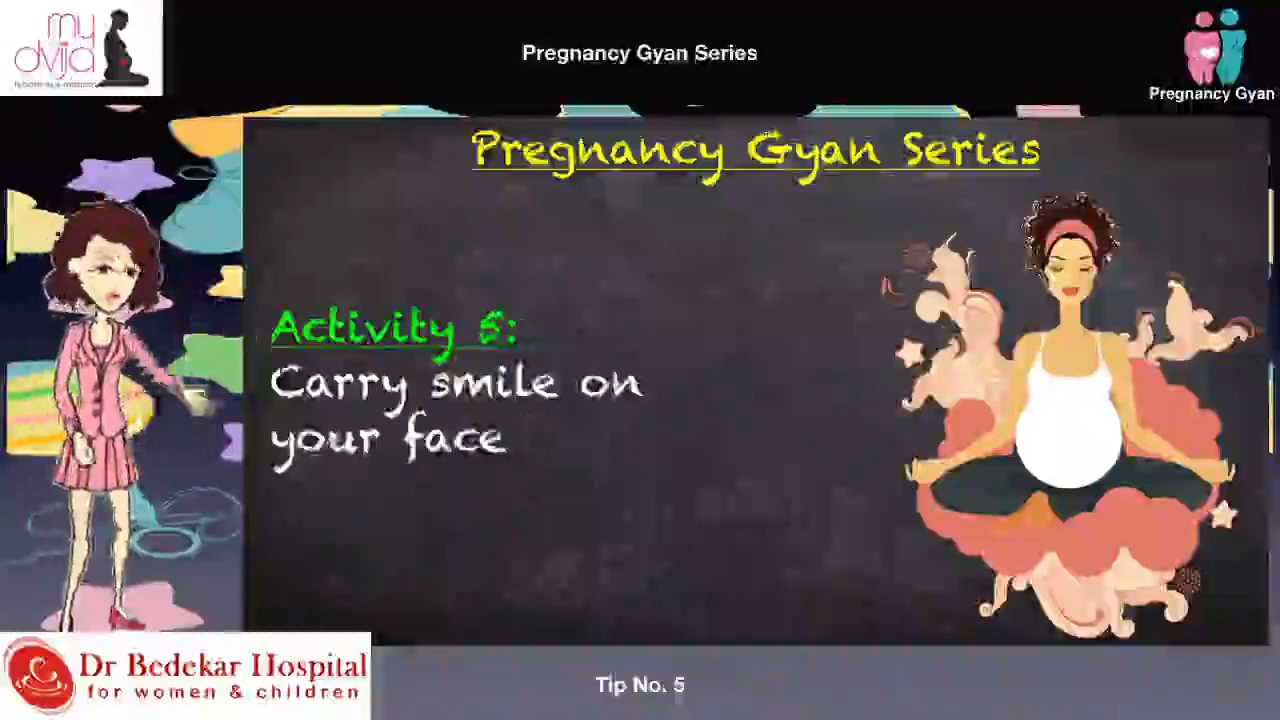 my
dvija
Pregnancy Gyan Series
Pregnancy Gyan
Pregnancy Gyan Series
Activity 5:
Carry smile on
your face
Dr Bedekar Hospital
for women & children
Tip No. 5